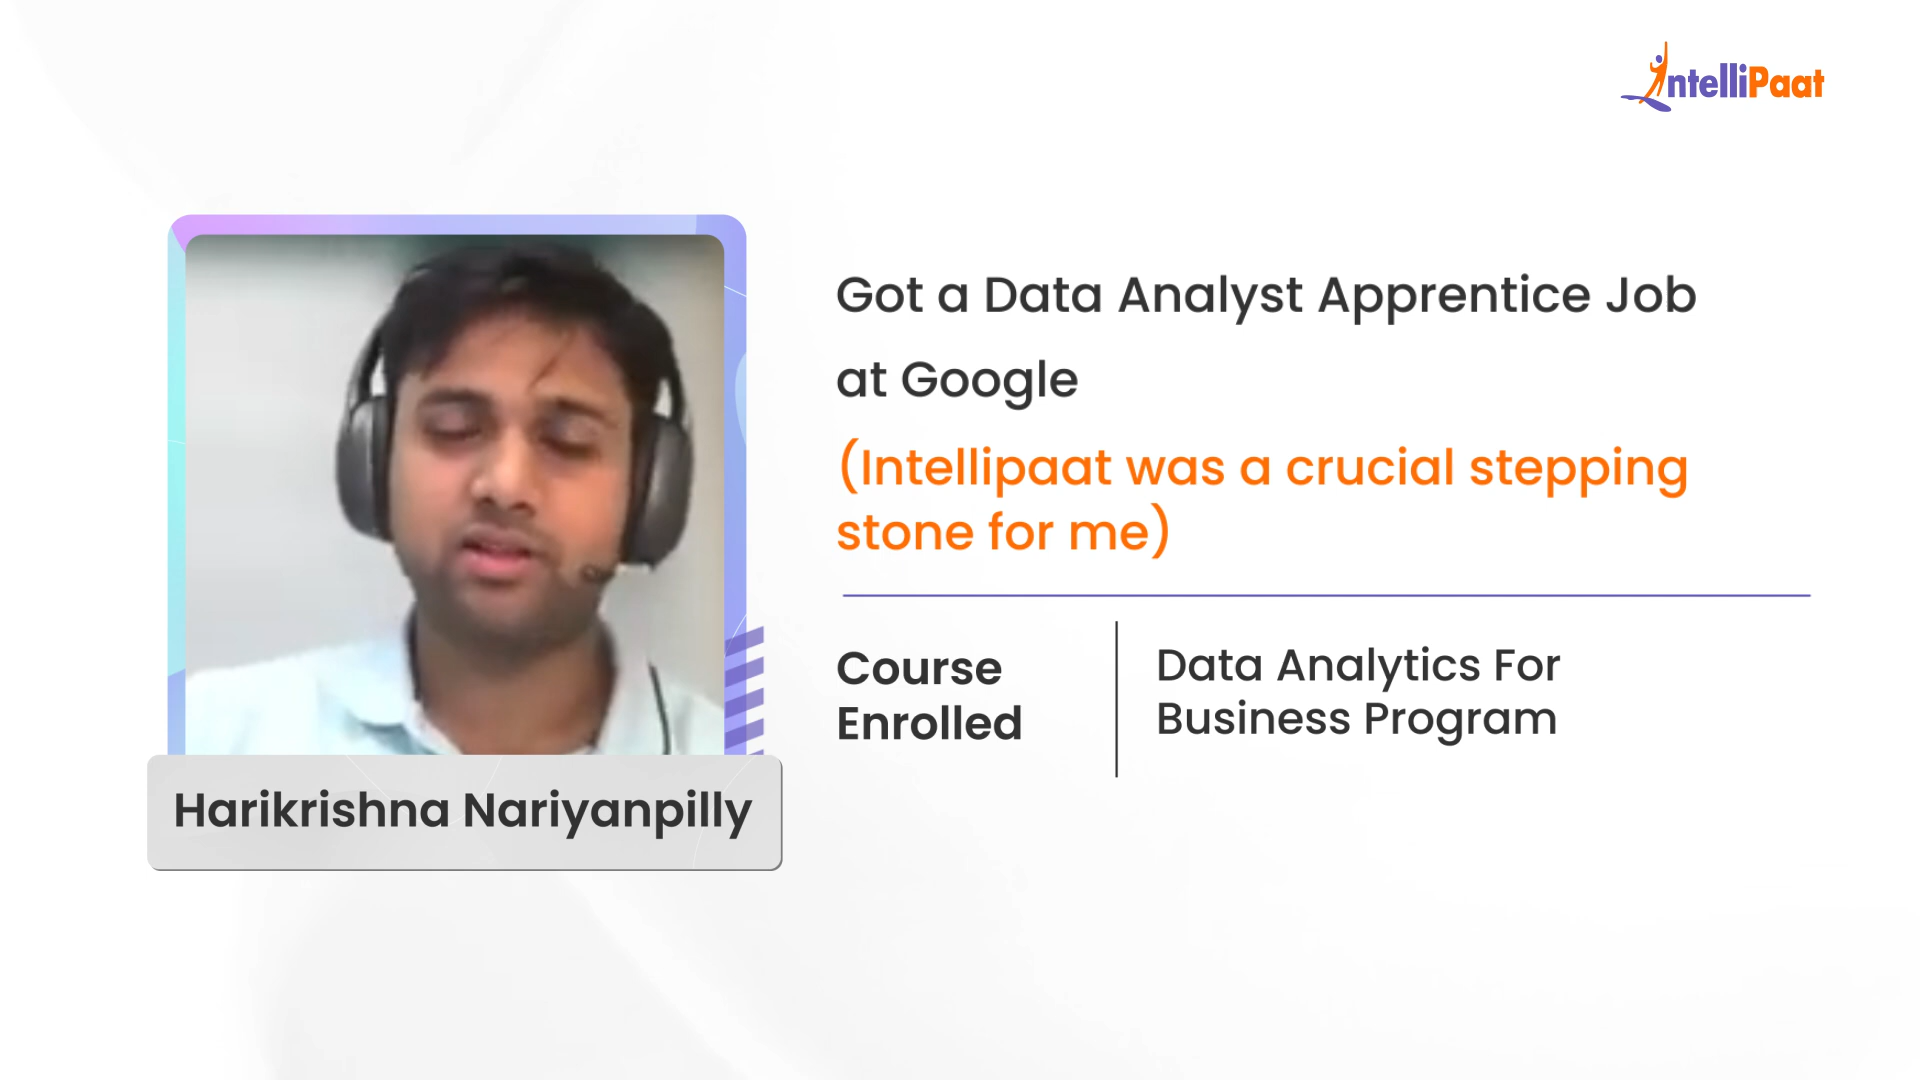 IntelliPaat
Got a Data Analyst Apprentice Job
at Google
(Intellipaat was a crucial stepping
stone for me)
Course
Enrolled
Data Analytics For
Business Program
Harikrishna Nariyanpilly